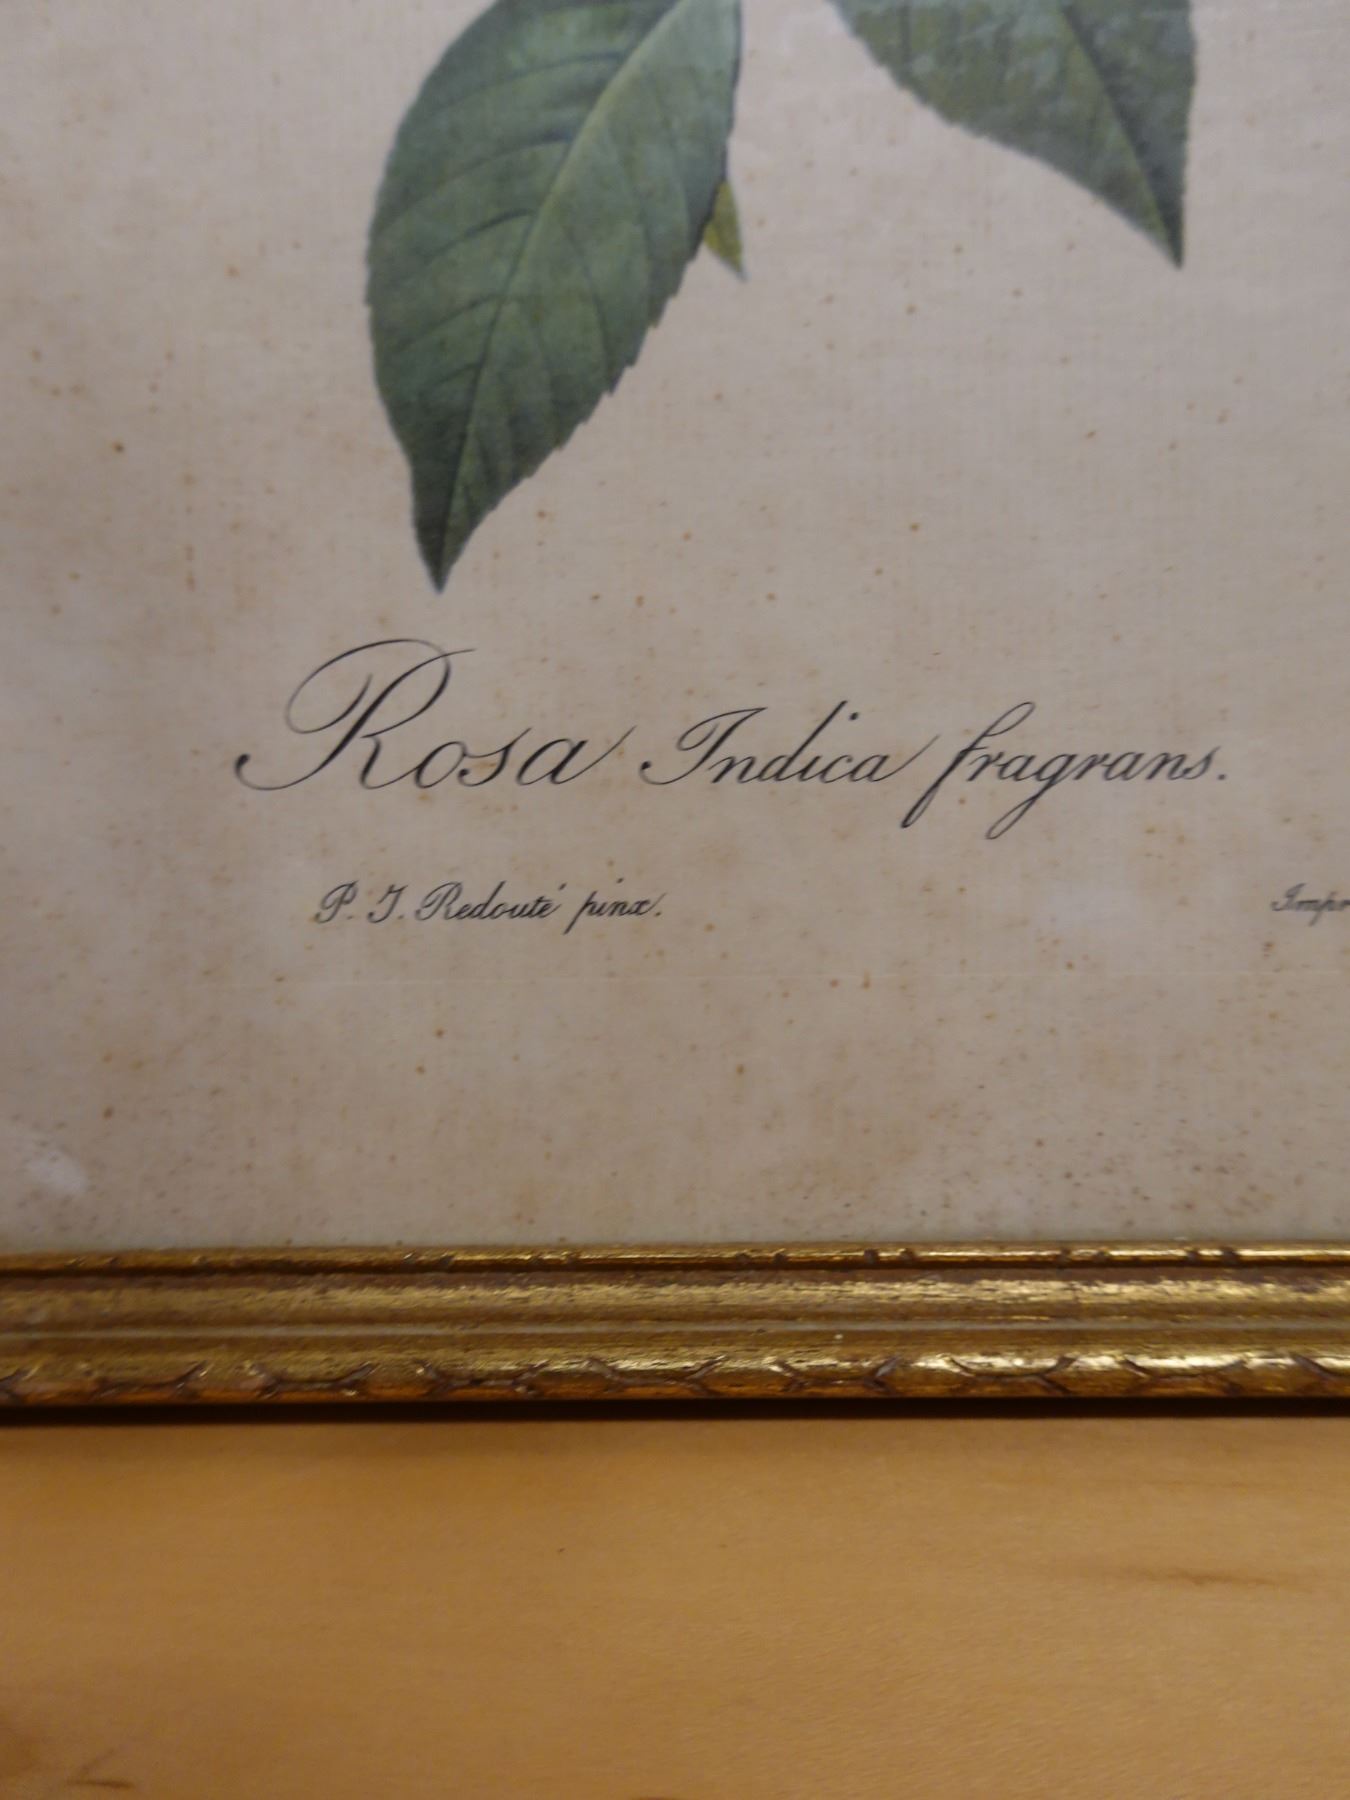 Rosa Indica fragrans.
P. J. Redouté pinx.